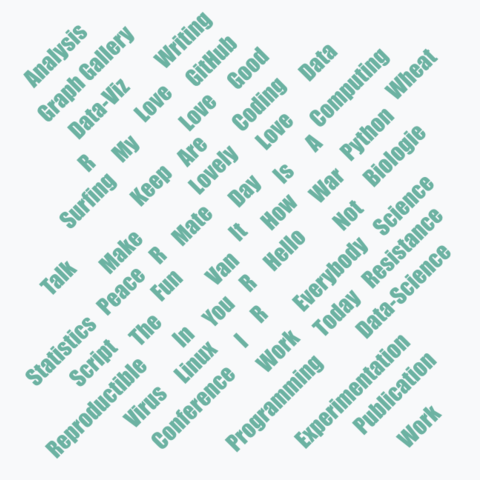 Analysis
Graph Gallery
Writing
GitHub
Good
Data
Computing
Wheat
Data-Viz
Love
Love
Coding
R
My
Are
Love
A
Python
Biologie
Surfing
Keep
Lovely
Day
Is
War
Not
Science
Talk
Make
R
Mate
It
How
Hello
Everybody
Resistance
Data-Science
Statistics
Peace
Fun
Van
R
Today
Script
The
In
You
I
R
Work
Reproductible
Virus
Linux
Conference
Programming
Experimentation
Publication
Work